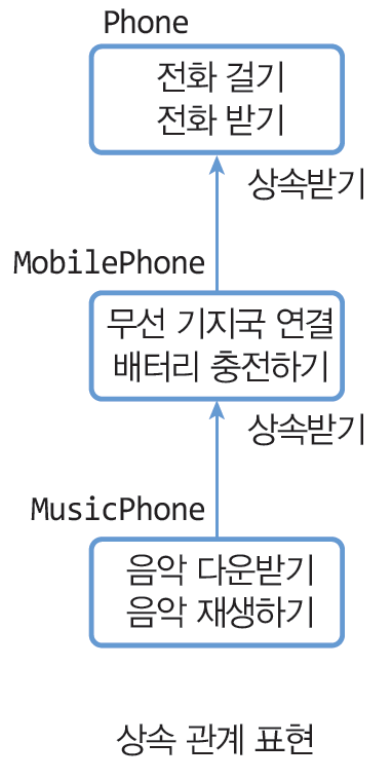 Phone
전화 걸기
전화 받기
상속받기
MobilePhone
무선 기지국 연결
배터리 충전하기
상속받기
MusicPhone
음악 다운받기
음악 재생하기
상속 관계 표현